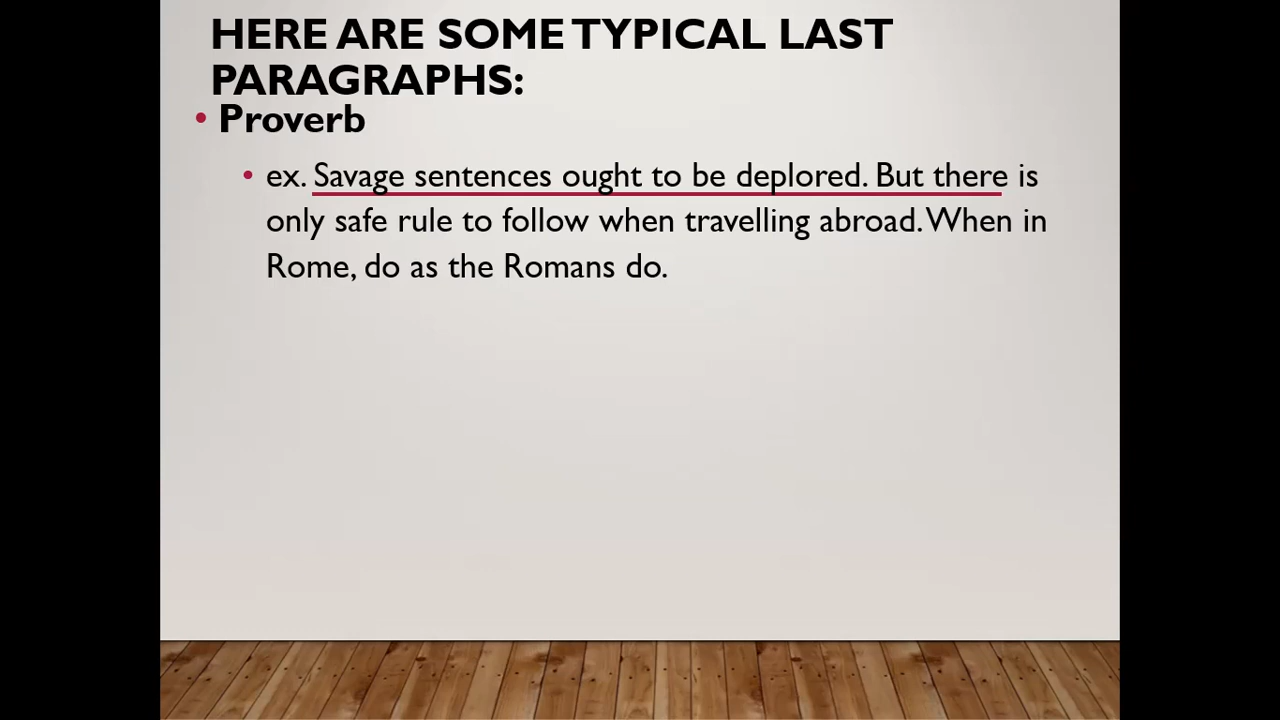 HERE ARE SOME TYPICAL LAST
PARAGRAPHS:
• Proverb
• ex. Savage sentences ought to be deplored. But there is
only safe rule to follow when travelling abroad. When in
Rome, do as the Romans do.